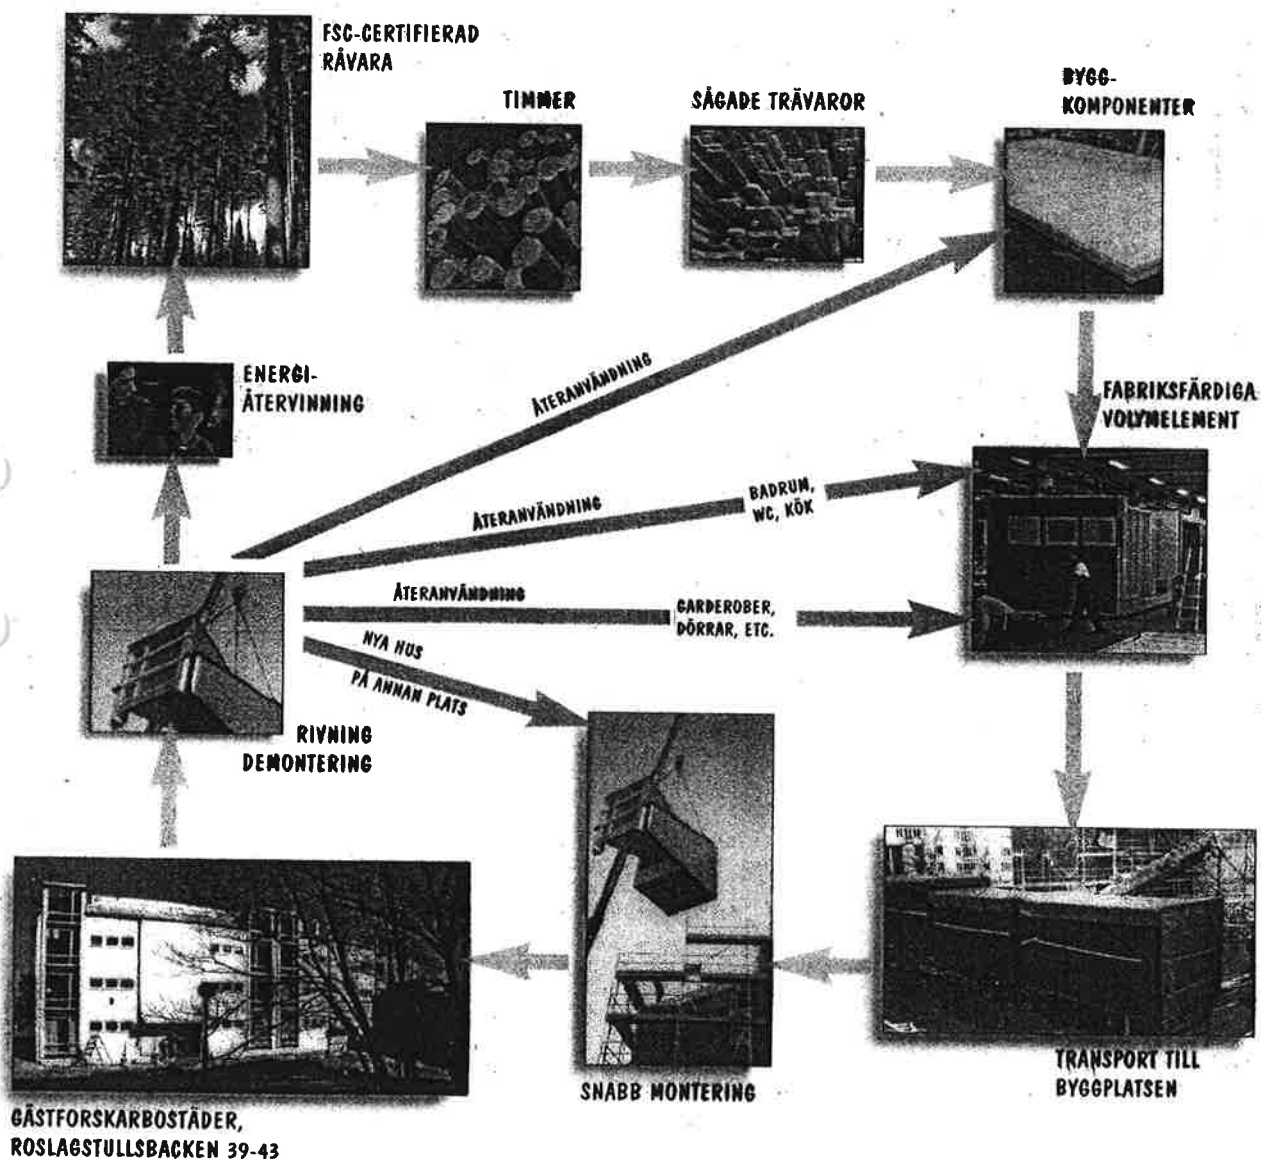 FSC-CERTIFIERAD
RÅVARA
TIMMER
SÅGADE TRÄVAROR
BYGG-
KOMPONENTER
ENERGI-
ÅTERVINNING
ÅTERANVÄNDNING
FABRIKSFÄRDIGA
VOLYMELEMENT
ÅTERANVÄNDNING
BADRUM,
WC, KÖK
ÅTERANVÄNDNING
GARDEROBER,
DÖRRAR, ETC.
NYA HUS
PÅ ANNAN PLATS
RIVNING
DEMONTERING
SNABB MONTERING
TRANSPORT TILL
BYGGPLATSEN
GÄSTFORSKARBOSTÄDER,
ROSLAGSTULLSBACKEN 39-43